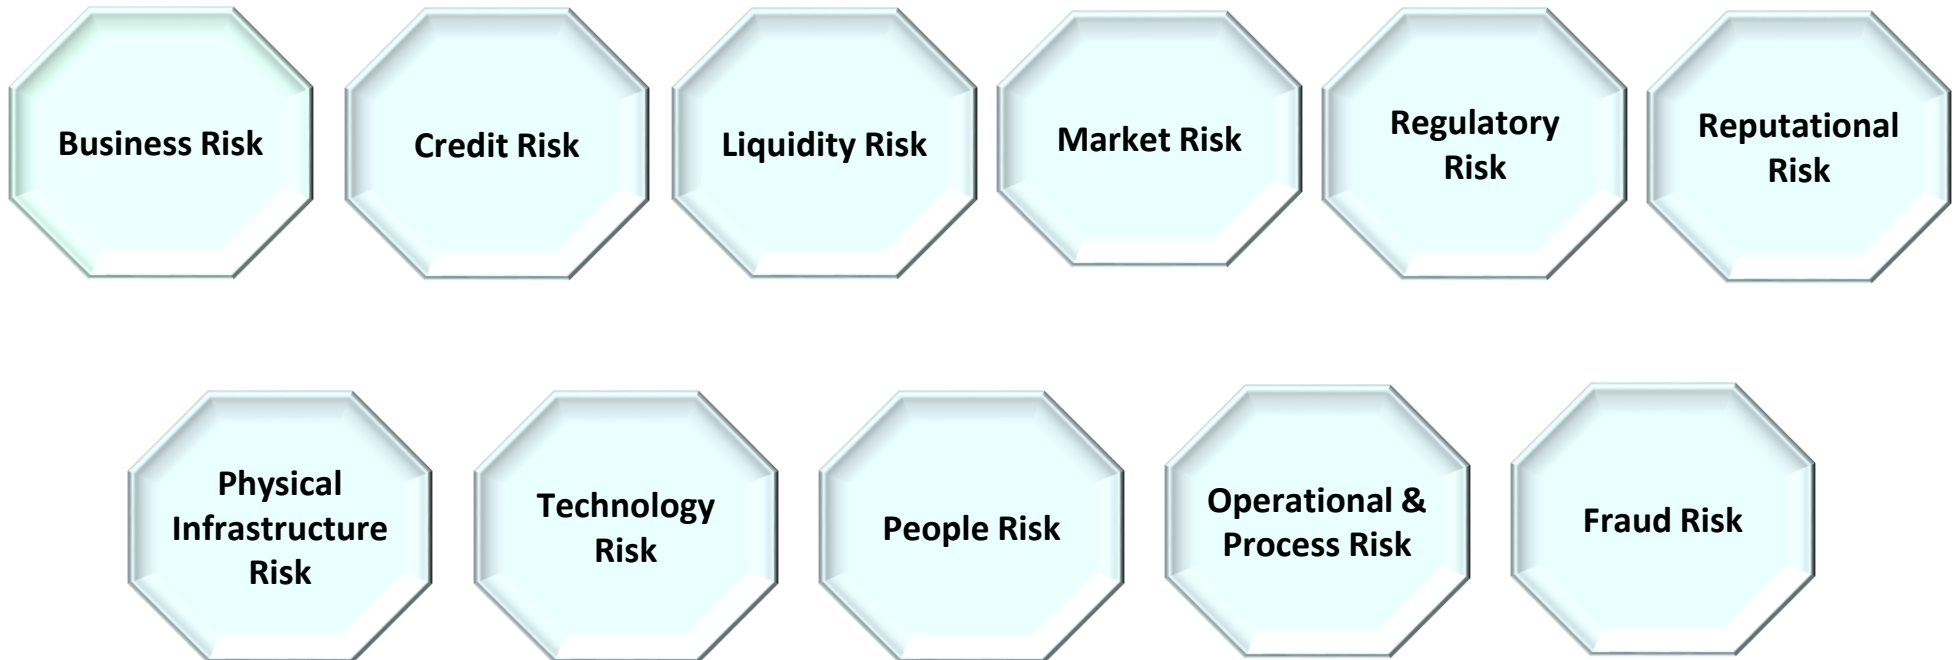 Business Risk
Credit Risk
Liquidity Risk
Market Risk
Regulatory
Risk
Reputational
Risk
Physical
Infrastructure
Risk
Technology
Risk
People Risk
Operational &
Process Risk
Fraud Risk